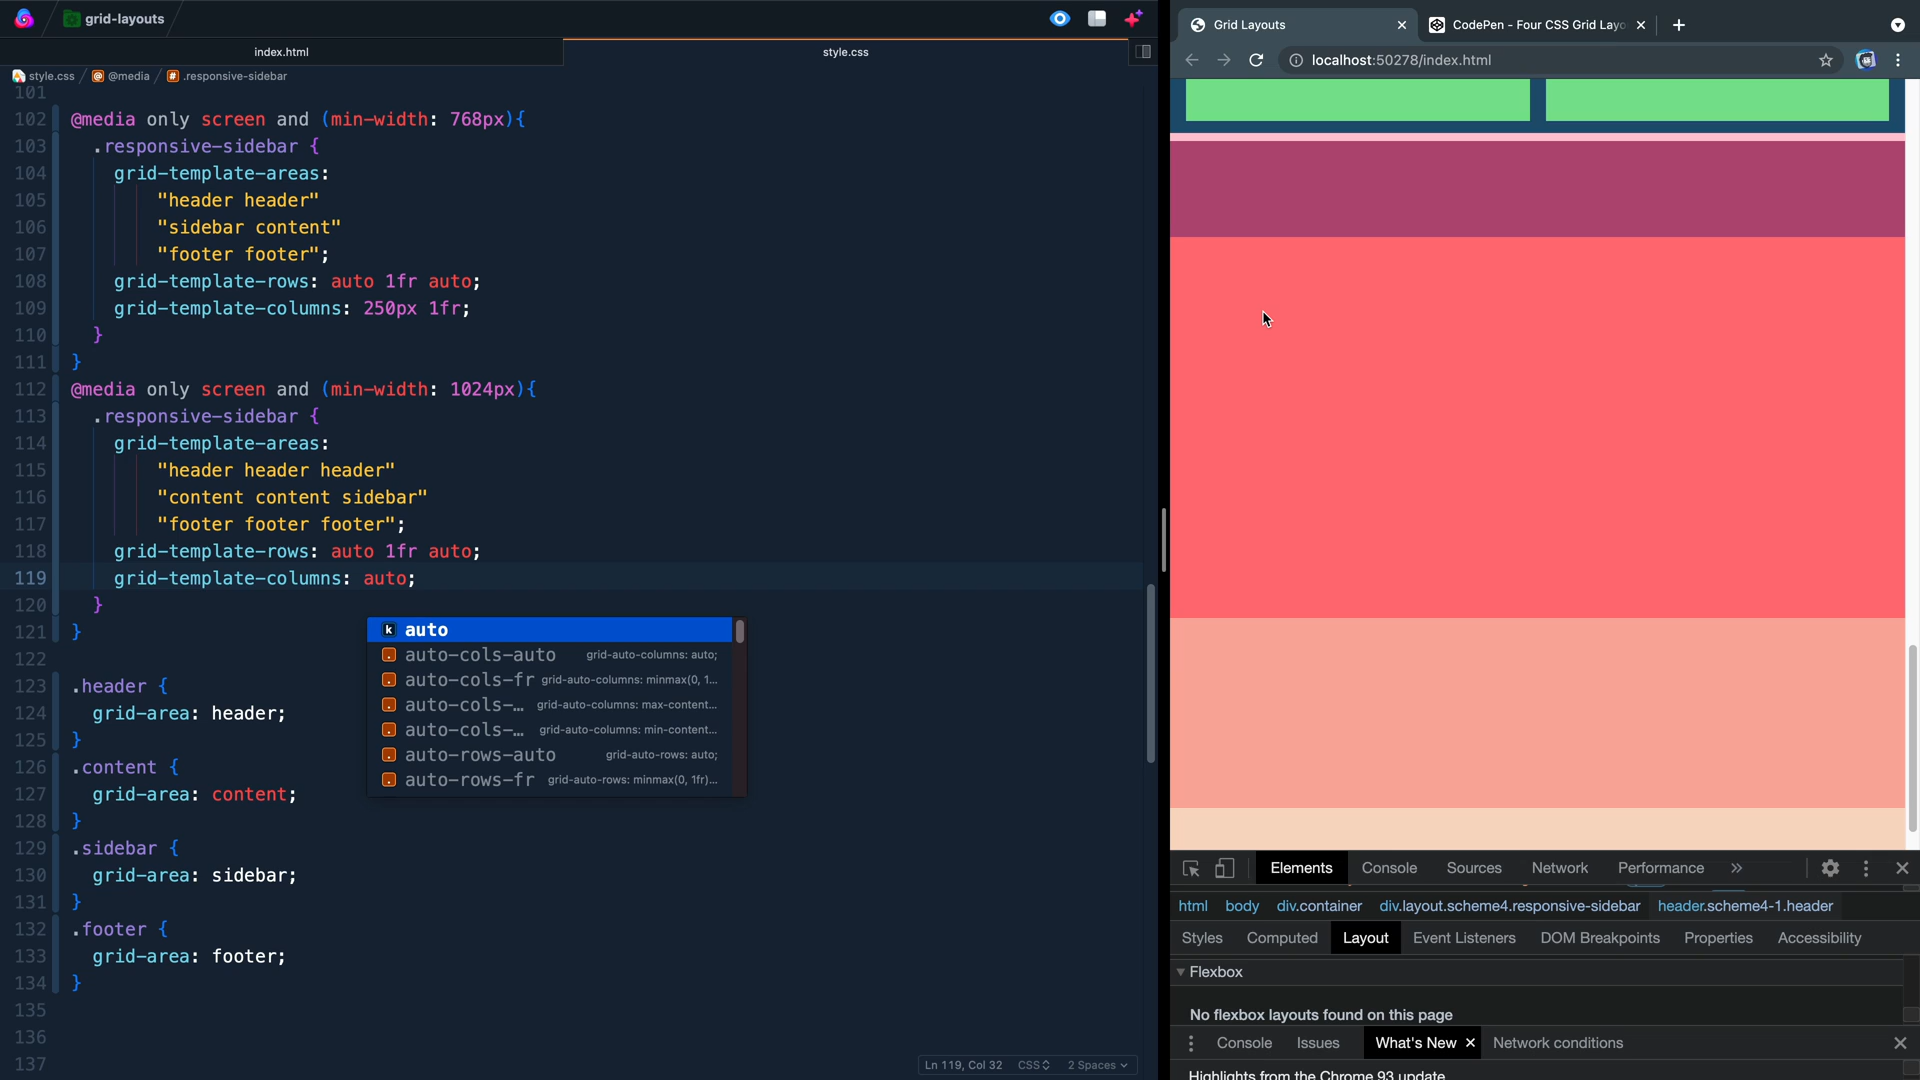 grid-layouts
index.html
style.css
style.css @media .responsive-sidebar
101
102 @media only screen and (min-width: 768px){
103 .responsive-sidebar {
104 grid-template-areas:
105 "header header"
106 "sidebar content"
107 "footer footer";
108 grid-template-rows: auto 1fr auto;
109 grid-template-columns: 250px 1fr;
110 }
111 }
112 @media only screen and (min-width: 1024px){
113 .responsive-sidebar {
114 grid-template-areas:
115 "header header header"
116 "content content sidebar"
117 "footer footer footer";
118 grid-template-rows: auto 1fr auto;
119 grid-template-columns: auto;
120 }
121 }
122
123 .header {
124 grid-area: header;
125 }
126 .content {
127 grid-area: content;
128 }
129 .sidebar {
130 grid-area: sidebar;
131 }
132 .footer {
133 grid-area: footer;
134 }
135
136
137
k auto
auto-cols-auto grid-auto-columns: auto;
auto-cols-fr grid-auto-columns: minmax(0, 1...
auto-cols-… grid-auto-columns: max-content...
auto-cols-… grid-auto-columns: min-content...
auto-rows-auto grid-auto-rows: auto;
auto-rows-fr grid-auto-rows: minmax(0, 1fr)...
Ln 119, Col 32 CSS 2 Spaces
Grid Layouts
CodePen - Four CSS Grid Layo
localhost:50278/index.html
Elements Console Sources Network Performance »
html body div.container div.layout.scheme4.responsive-sidebar header.scheme4-1.header
Styles Computed Layout Event Listeners DOM Breakpoints Properties Accessibility
Flexbox
No flexbox layouts found on this page
Console Issues What's New Network conditions
Highlights from the Chrome 93 update